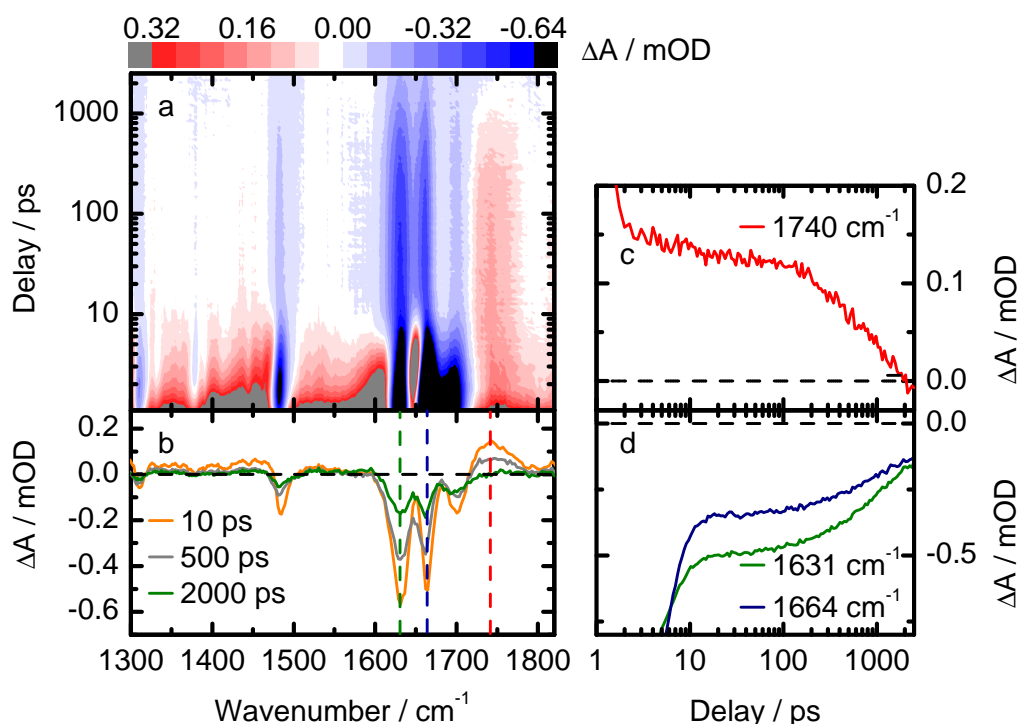 0.32 0.16 0.00 -0.32 -0.64 ΔA / mOD
a
1000
100
10
Delay / ps
b
0.2
0.0
-0.2
-0.4
-0.6
ΔA / mOD
10 ps
500 ps
2000 ps
1300 1400 1500 1600 1700 1800
Wavenumber / cm⁻¹
c
1740 cm⁻¹
0.2
0.1
0.0
ΔA / mOD
d
0.0
-0.5
ΔA / mOD
1631 cm⁻¹
1664 cm⁻¹
1 10 100 1000
Delay / ps